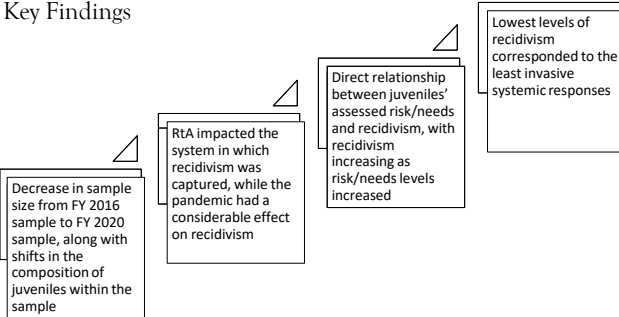 Key Findings
Decrease in sample
size from FY 2016
sample to FY 2020
sample, along with
shifts in the
composition of
juveniles within the
sample
RtA impacted the
system in which
recidivism was
captured, while the
pandemic had a
considerable effect
on recidivism
Direct relationship
between juveniles’
assessed risk/needs
and recidivism, with
recidivism
increasing as
risk/needs levels
increased
Lowest levels of
recidivism
corresponded to the
least invasive
systemic responses